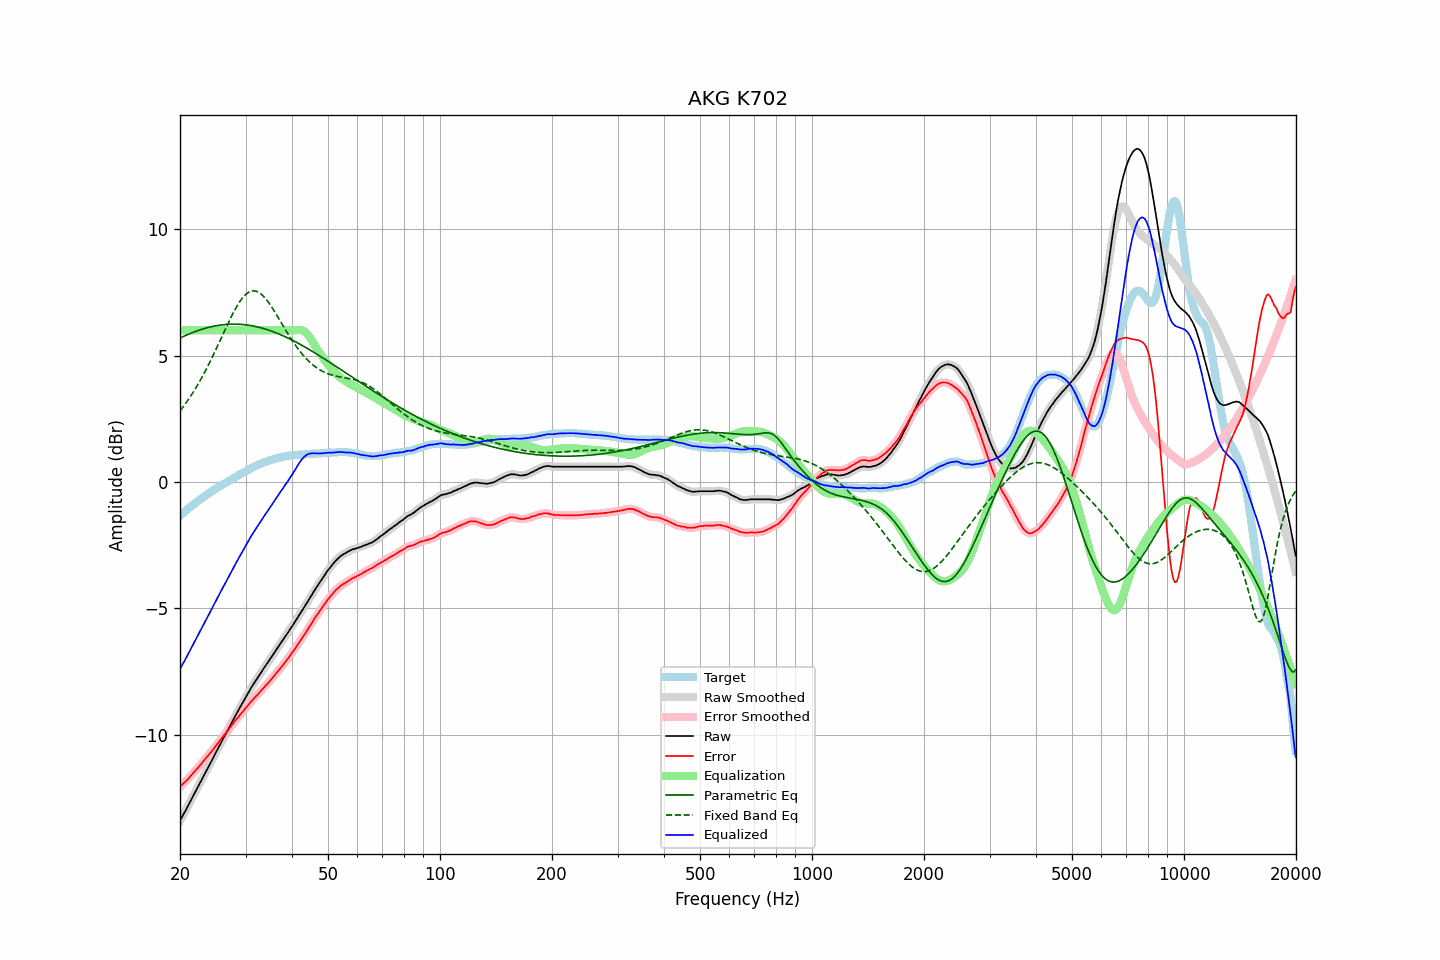 AKG K702
Amplitude (dBr)
10
5
0
−5
−10
Target
Raw Smoothed
Error Smoothed
Raw
Error
Equalization
Parametric Eq
Fixed Band Eq
Equalized
20 50 100 200 500 1000 2000 5000 10000 20000
Frequency (Hz)